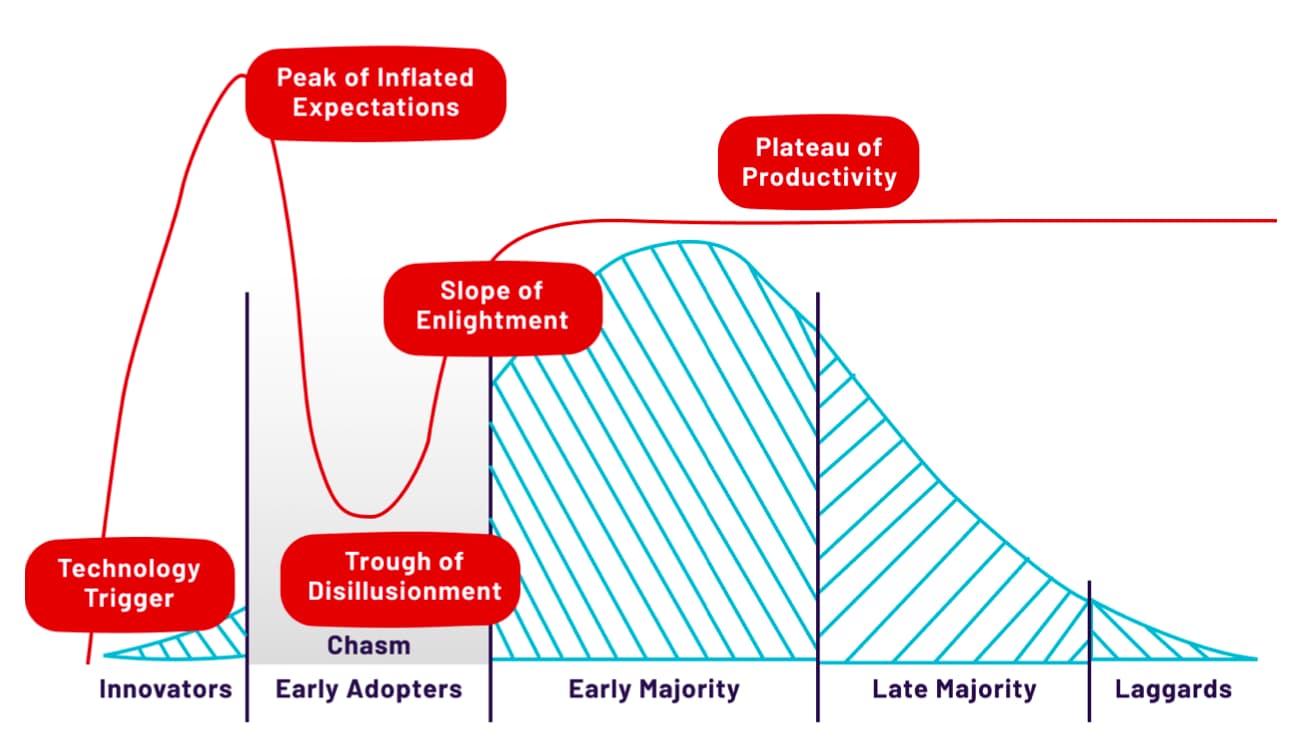 Peak of Inflated
Expectations
Plateau of
Productivity
Slope of
Enlightment
Technology
Trigger
Trough of
Disillusionment
Chasm
Innovators
Early Adopters
Early Majority
Late Majority
Laggards